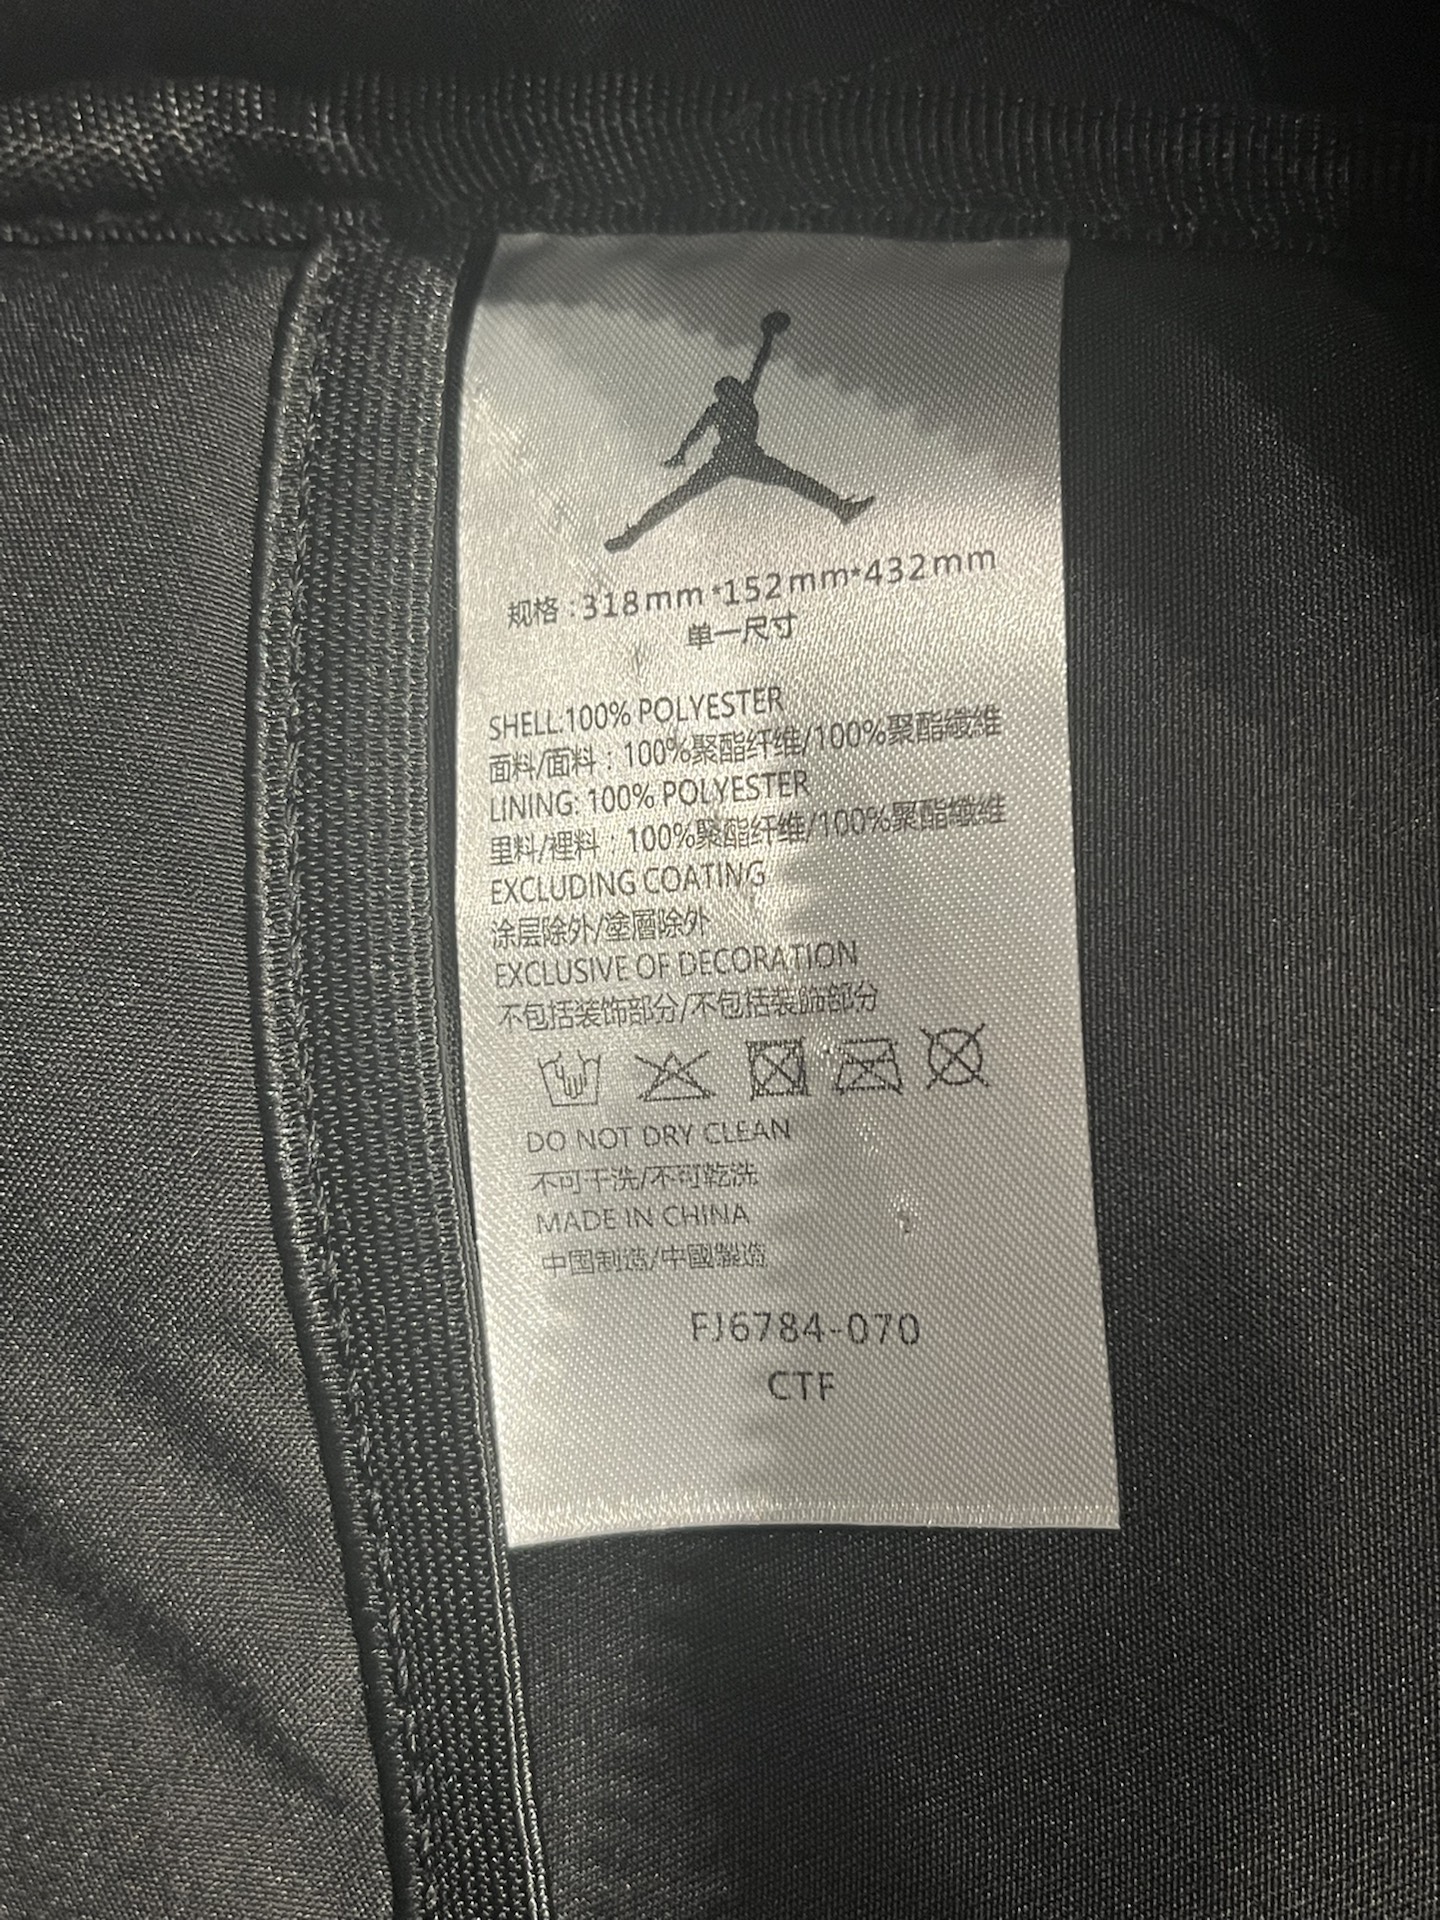 规格：318mm*152mm*432mm
单一尺寸
SHELL:100% POLYESTER
面料/面料：100%聚酯纤维/100%聚酯纖維
LINING: 100% POLYESTER
里料/裡料：100%聚酯纤维/100%聚酯纖維
EXCLUDING COATING
涂层除外/塗層除外
EXCLUSIVE OF DECORATION
不包括装饰部分/不包括裝飾部分
DO NOT DRY CLEAN
不可干洗/不可乾洗
MADE IN CHINA
中国制造/中國製造
FJ6784-070
CTF